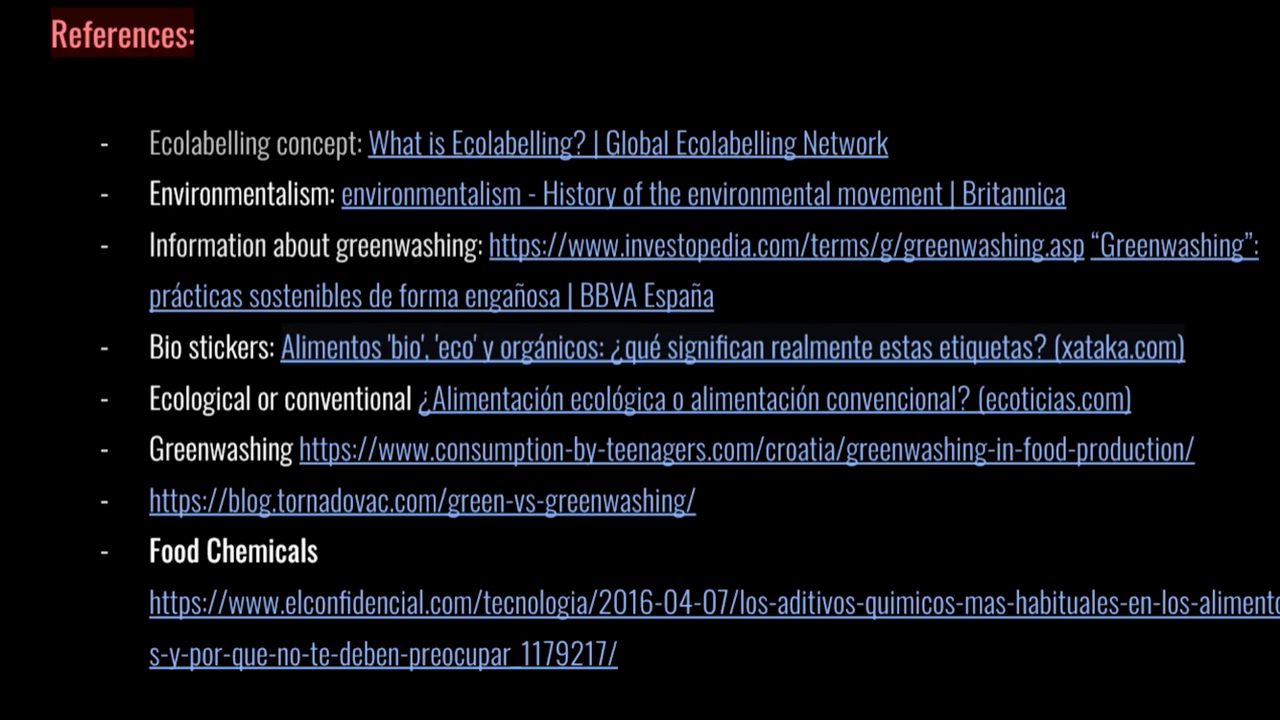 References:
- Ecolabelling concept: What is Ecolabelling? | Global Ecolabelling Network
- Environmentalism: environmentalism - History of the environmental movement | Britannica
- Information about greenwashing: https://www.investopedia.com/terms/g/greenwashing.asp “Greenwashing”:
prácticas sostenibles de forma engañosa | BBVA España
- Bio stickers: Alimentos 'bio', 'eco' y orgánicos: ¿qué significan realmente estas etiquetas? (xataka.com)
- Ecological or conventional ¿Alimentación ecológica o alimentación convencional? (ecoticias.com)
- Greenwashing https://www.consumption-by-teenagers.com/croatia/greenwashing-in-food-production/
- https://blog.tornadovac.com/green-vs-greenwashing/
- Food Chemicals
https://www.elconfidencial.com/tecnologia/2016-04-07/los-aditivos-quimicos-mas-habituales-en-los-alimento
s-y-por-que-no-te-deben-preocupar_1179217/